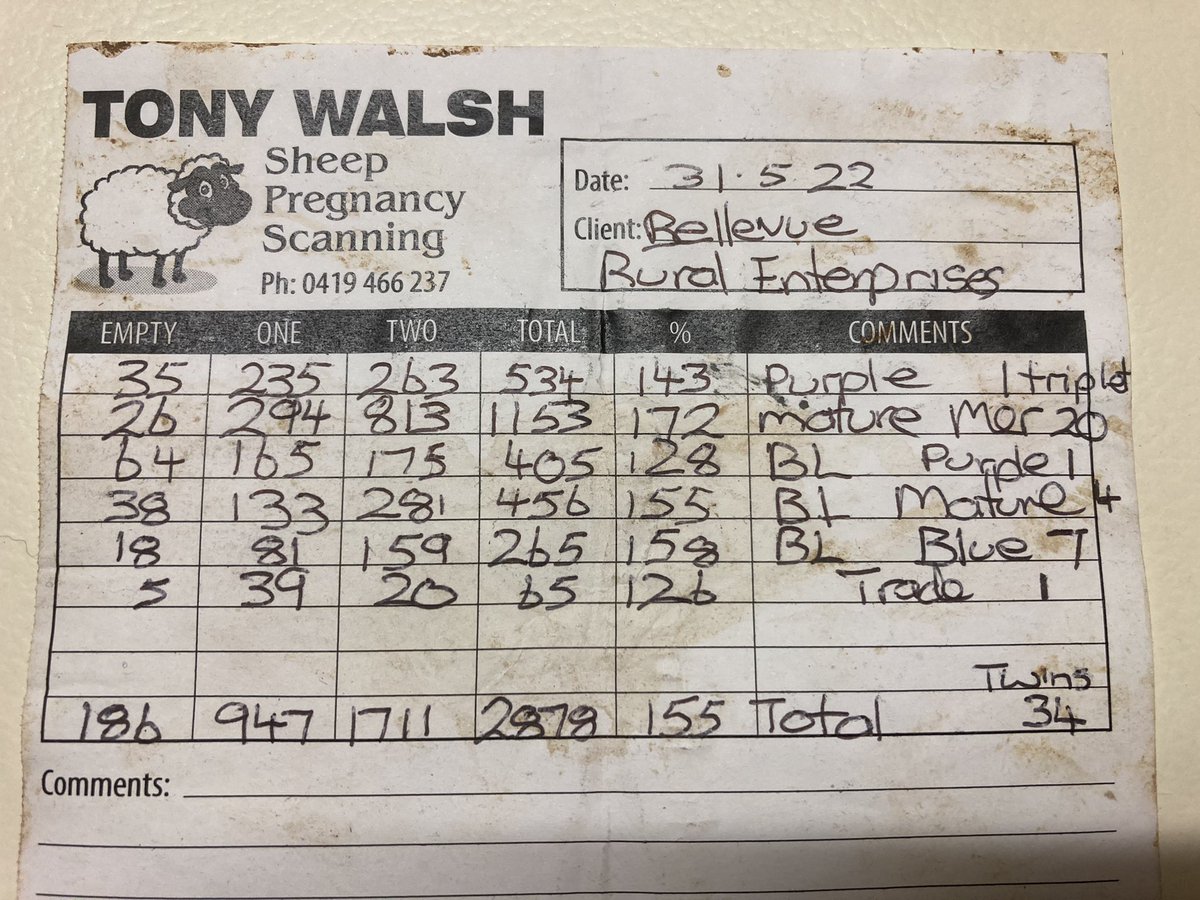 TONY WALSH
Sheep
Pregnancy
Scanning
Ph: 0419 466 237
Date: 31.5.22
Client: Bellevue
Rural Enterprises
EMPTY ONE TWO TOTAL % COMMENTS
35 235 263 534 143 Purple 1 triplet
26 294 813 1153 172 mature Mer 20
64 165 175 405 128 BL Purple 1
38 133 281 456 155 BL Mature 4
18 81 159 265 158 BL Blue 7
5 39 20 65 126 Trade 1
Twins
186 947 1711 2878 155 Total 34
Comments: